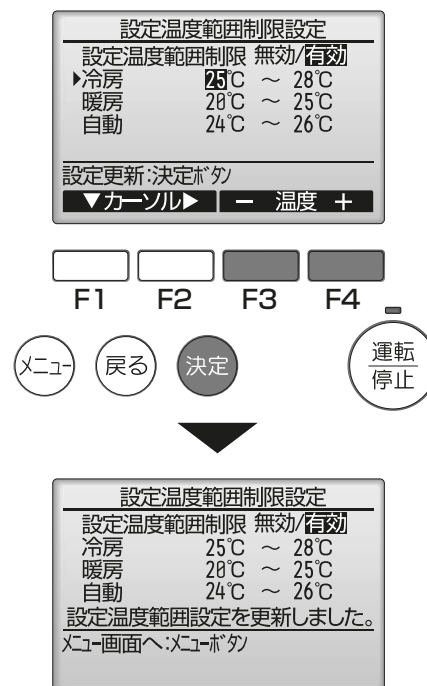 設定温度範囲制限設定
設定温度範囲制限 無効/有効
▶冷房 25℃ ～ 28℃
暖房 20℃ ～ 25℃
自動 24℃ ～ 26℃
設定更新:決定ﾎﾞﾀﾝ
▼カーソル▶ － 温度 ＋
F1 F2 F3 F4
メニュー 戻る 決定 運転
停止
設定温度範囲制限設定
設定温度範囲制限 無効/有効
冷房 25℃ ～ 28℃
暖房 20℃ ～ 25℃
自動 24℃ ～ 26℃
設定温度範囲設定を更新しました。
ﾒﾆｭｰ画面へ:ﾒﾆｭｰﾎﾞﾀﾝ